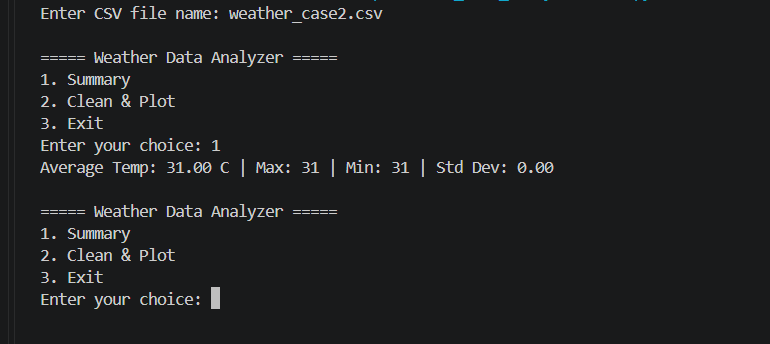 Enter CSV file name: weather_case2.csv
===== Weather Data Analyzer =====
1. Summary
2. Clean & Plot
3. Exit
Enter your choice: 1
Average Temp: 31.00 C | Max: 31 | Min: 31 | Std Dev: 0.00
===== Weather Data Analyzer =====
1. Summary
2. Clean & Plot
3. Exit
Enter your choice: